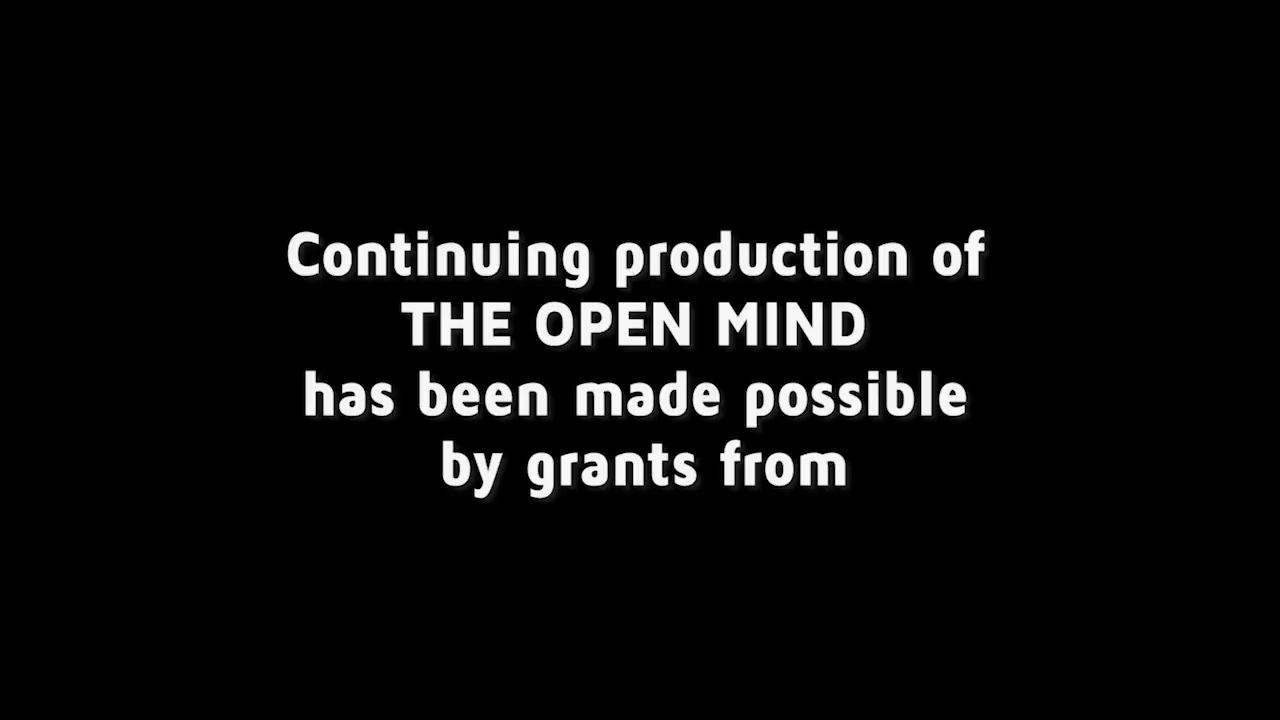 Continuing production of
THE OPEN MIND
has been made possible
by grants from